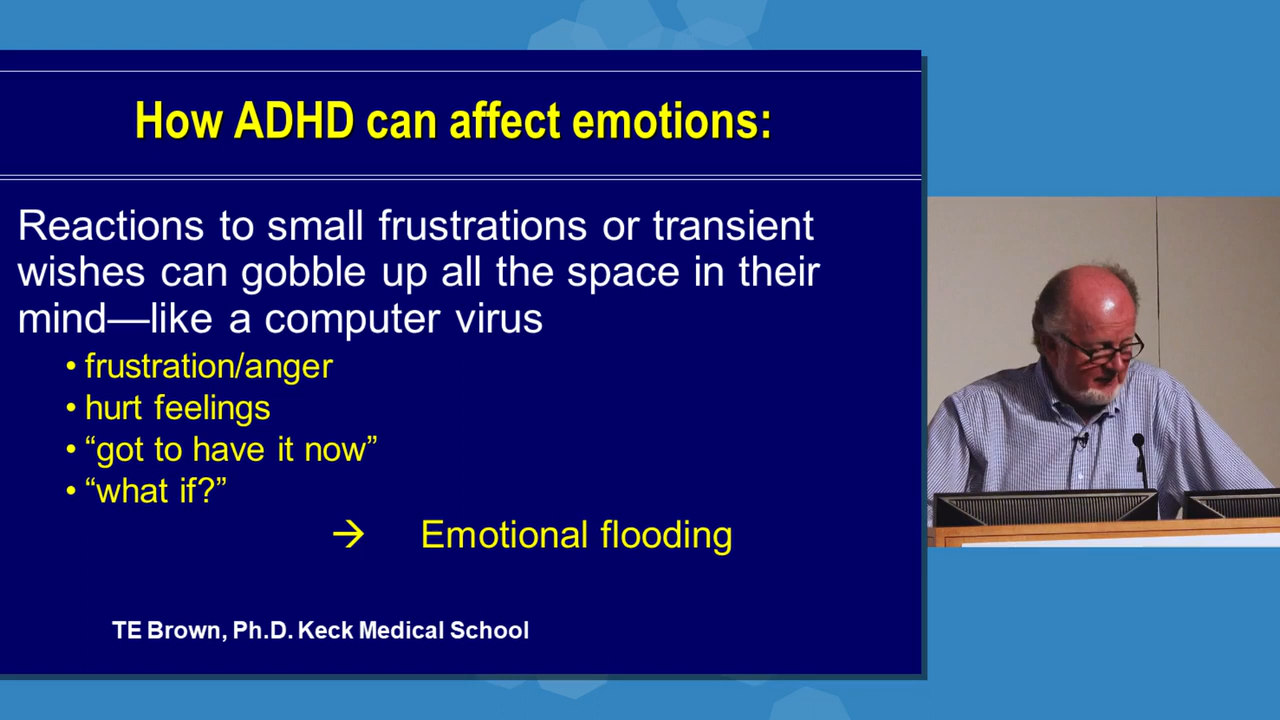 How ADHD can affect emotions:
Reactions to small frustrations or transient
wishes can gobble up all the space in their
mind—like a computer virus
• frustration/anger
• hurt feelings
• “got to have it now”
• “what if?”
→ Emotional flooding
TE Brown, Ph.D. Keck Medical School